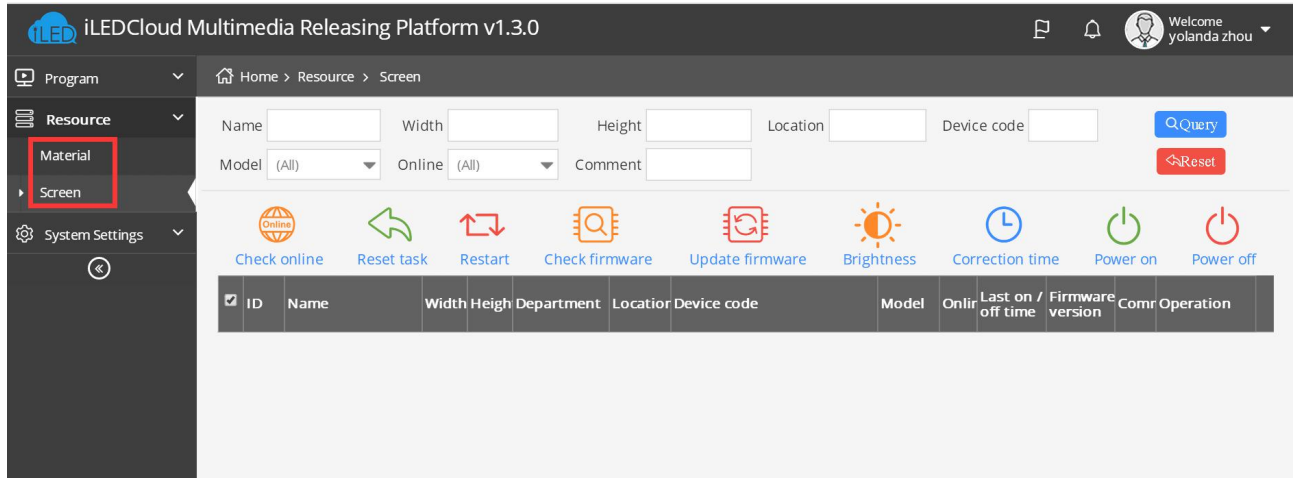 iLED iLEDCloud Multimedia Releasing Platform v1.3.0
Welcome
yolanda zhou
Program
Home > Resource > Screen
Resource
Material
Screen
System Settings
Name Width Height Location Device code Query
Model (All) Online (All) Comment Reset
Online
Check online Reset task Restart Check firmware Update firmware Brightness Correction time Power on Power off
ID Name Width Heigh Department Location Device code Model Onlin Last on / off time Firmware version Comr Operation